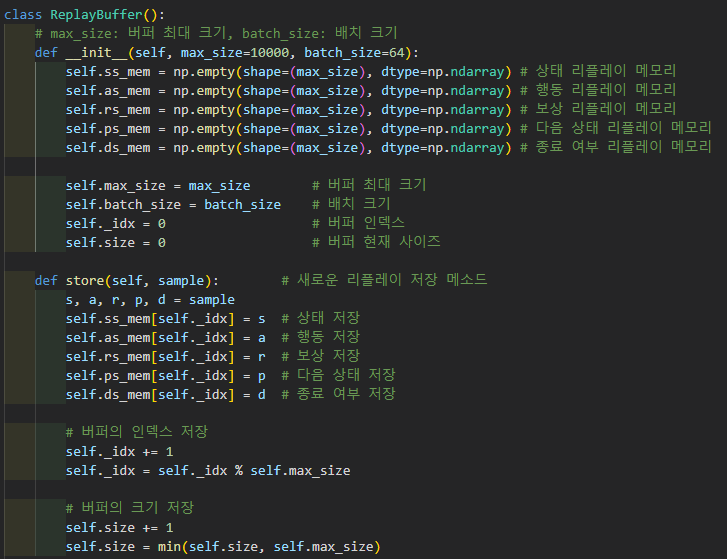 class ReplayBuffer():
    # max_size: 버퍼 최대 크기, batch_size: 배치 크기
    def __init__(self, max_size=10000, batch_size=64):
        self.ss_mem = np.empty(shape=(max_size), dtype=np.ndarray) # 상태 리플레이 메모리
        self.as_mem = np.empty(shape=(max_size), dtype=np.ndarray) # 행동 리플레이 메모리
        self.rs_mem = np.empty(shape=(max_size), dtype=np.ndarray) # 보상 리플레이 메모리
        self.ps_mem = np.empty(shape=(max_size), dtype=np.ndarray) # 다음 상태 리플레이 메모리
        self.ds_mem = np.empty(shape=(max_size), dtype=np.ndarray) # 종료 여부 리플레이 메모리

        self.max_size = max_size        # 버퍼 최대 크기
        self.batch_size = batch_size    # 배치 크기
        self._idx = 0                   # 버퍼 인덱스
        self.size = 0                   # 버퍼 현재 사이즈

    def store(self, sample):        # 새로운 리플레이 저장 메소드
        s, a, r, p, d = sample
        self.ss_mem[self._idx] = s  # 상태 저장
        self.as_mem[self._idx] = a  # 행동 저장
        self.rs_mem[self._idx] = r  # 보상 저장
        self.ps_mem[self._idx] = p  # 다음 상태 저장
        self.ds_mem[self._idx] = d  # 종료 여부 저장

        # 버퍼의 인덱스 저장
        self._idx += 1
        self._idx = self._idx % self.max_size

        # 버퍼의 크기 저장
        self.size += 1
        self.size = min(self.size, self.max_size)